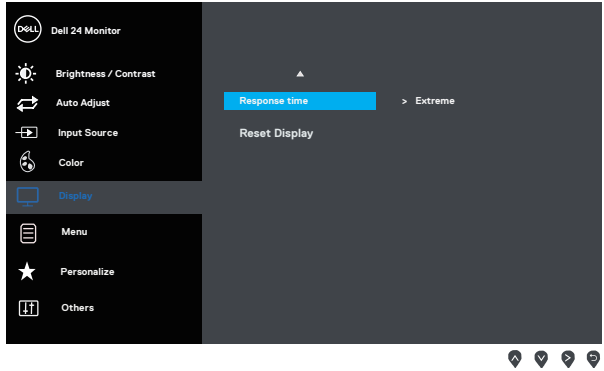 DELL
Dell 24 Monitor
Brightness / Contrast
Auto Adjust
Input Source
Color
Display
Menu
Personalize
Others
Response time > Extreme
Reset Display